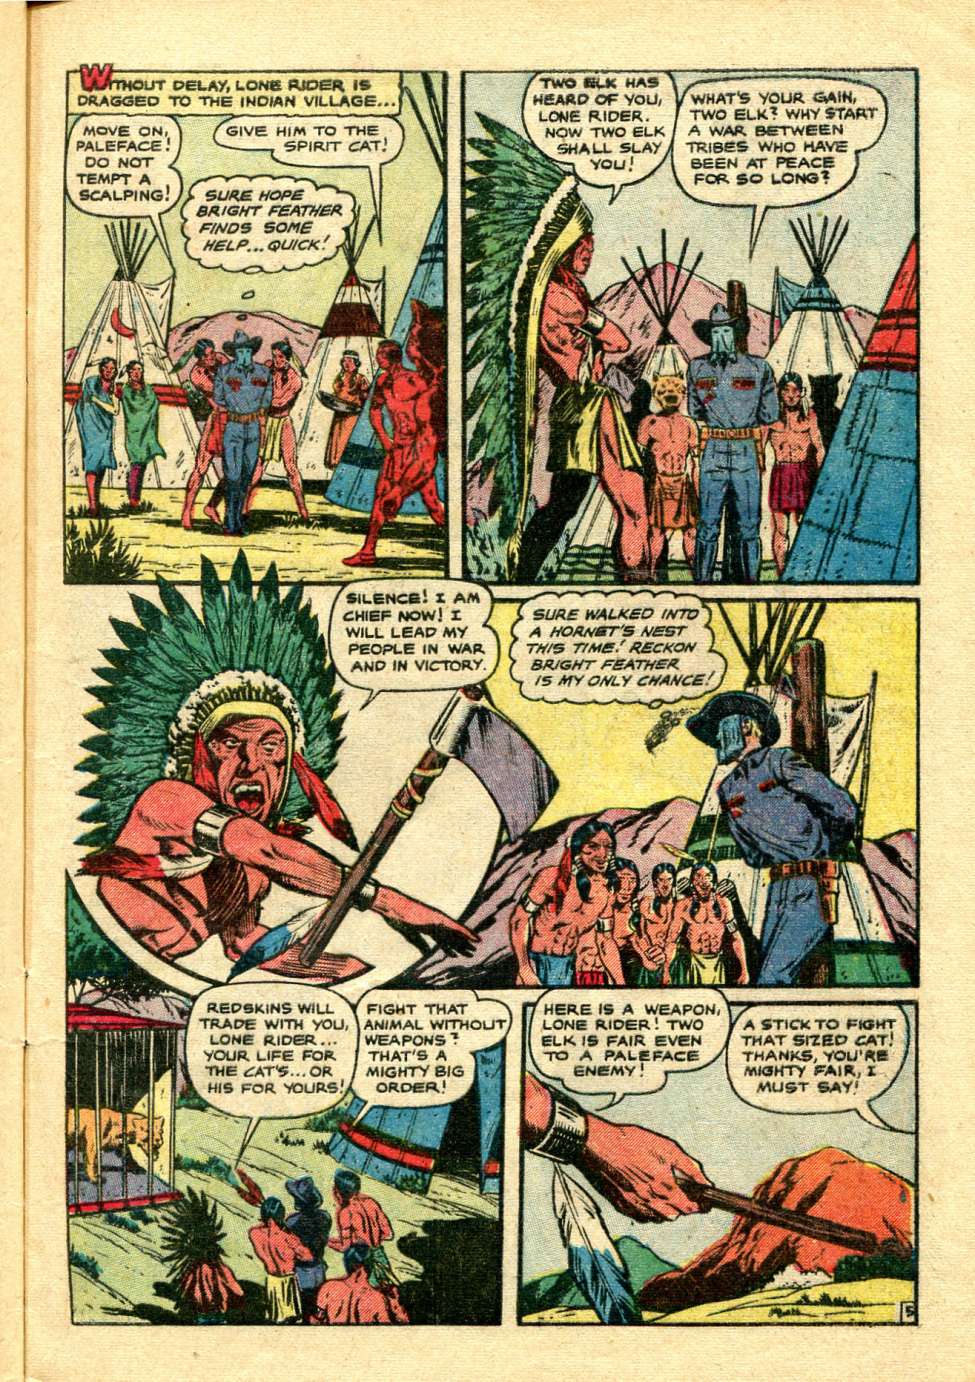 WITHOUT DELAY, LONE RIDER IS
DRAGGED TO THE INDIAN VILLAGE...
MOVE ON,
PALEFACE!
DO NOT
TEMPT A
SCALPING!
GIVE HIM TO THE
SPIRIT CAT!
SURE HOPE
BRIGHT FEATHER
FINDS SOME
HELP... QUICK!
TWO ELK HAS
HEARD OF YOU,
LONE RIDER.
NOW TWO ELK
SHALL SLAY
YOU!
WHAT'S YOUR GAIN,
TWO ELK? WHY START
A WAR BETWEEN
TRIBES WHO HAVE
BEEN AT PEACE
FOR SO LONG?
SILENCE! I AM
CHIEF NOW! I
WILL LEAD MY
PEOPLE IN WAR
AND IN VICTORY.
SURE WALKED INTO
A HORNET'S NEST
THIS TIME! RECKON
BRIGHT FEATHER
IS MY ONLY CHANCE!
REDSKINS WILL
TRADE WITH YOU,
LONE RIDER...
YOUR LIFE FOR
THE CAT'S... OR
HIS FOR YOURS!
FIGHT THAT
ANIMAL WITHOUT
WEAPONS?
THAT'S A
MIGHTY BIG
ORDER!
HERE IS A WEAPON,
LONE RIDER! TWO
ELK IS FAIR EVEN
TO A PALEFACE
ENEMY!
A STICK TO FIGHT
THAT SIZED CAT!
THANKS, YOU'RE
MIGHTY FAIR, I
MUST SAY!
5